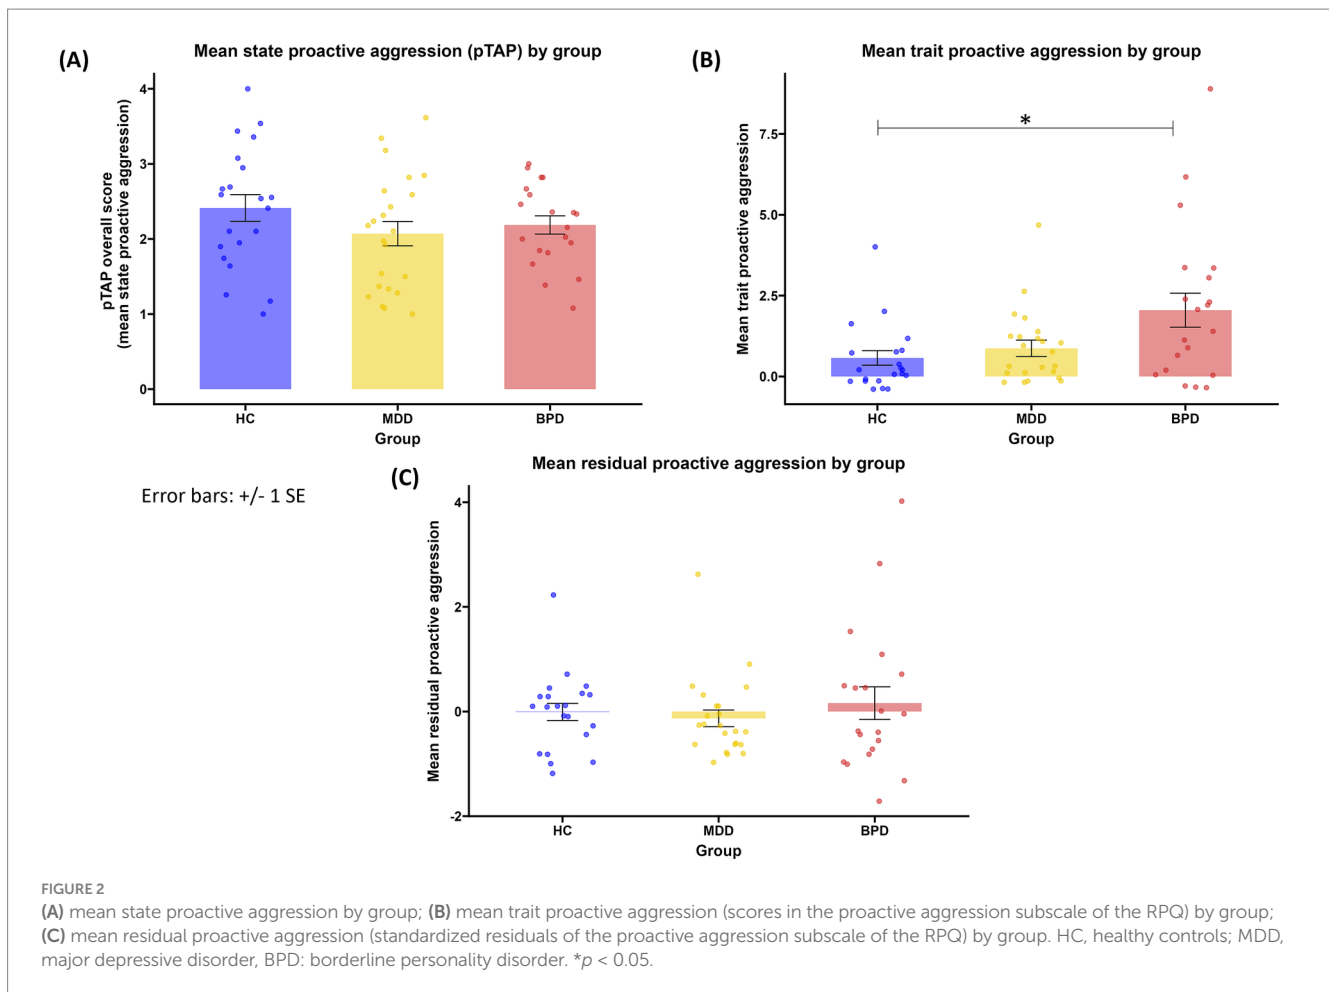 (A)
Mean state proactive aggression (pTAP) by group
pTAP overall score
(mean state proactive aggression)
4
3
2
1
0
HC
MDD
BPD
Group
(B)
Mean trait proactive aggression by group
Mean trait proactive aggression
7.5
5.0
2.5
0.0
*
HC
MDD
BPD
Group
Error bars: +/- 1 SE
(C)
Mean residual proactive aggression by group
Mean residual proactive aggression
4
2
0
-2
HC
MDD
BPD
Group
FIGURE 2
(A) mean state proactive aggression by group; (B) mean trait proactive aggression (scores in the proactive aggression subscale of the RPQ) by group;
(C) mean residual proactive aggression (standardized residuals of the proactive aggression subscale of the RPQ) by group. HC, healthy controls; MDD,
major depressive disorder, BPD: borderline personality disorder. *p < 0.05.